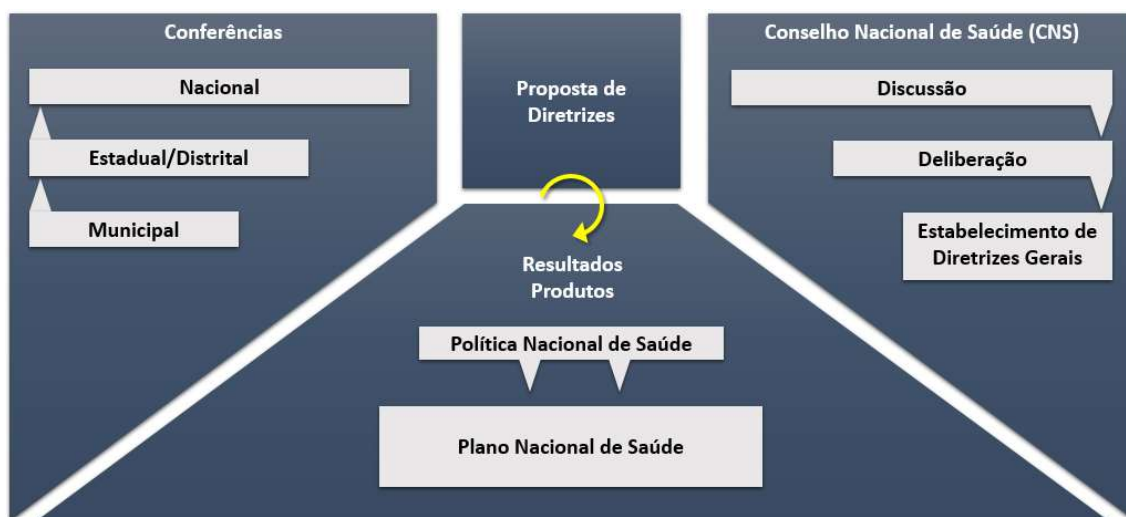 Conferências
Nacional
Estadual/Distrital
Municipal
Proposta de
Diretrizes
Resultados
Produtos
Política Nacional de Saúde
Plano Nacional de Saúde
Conselho Nacional de Saúde (CNS)
Discussão
Deliberação
Estabelecimento de
Diretrizes Gerais